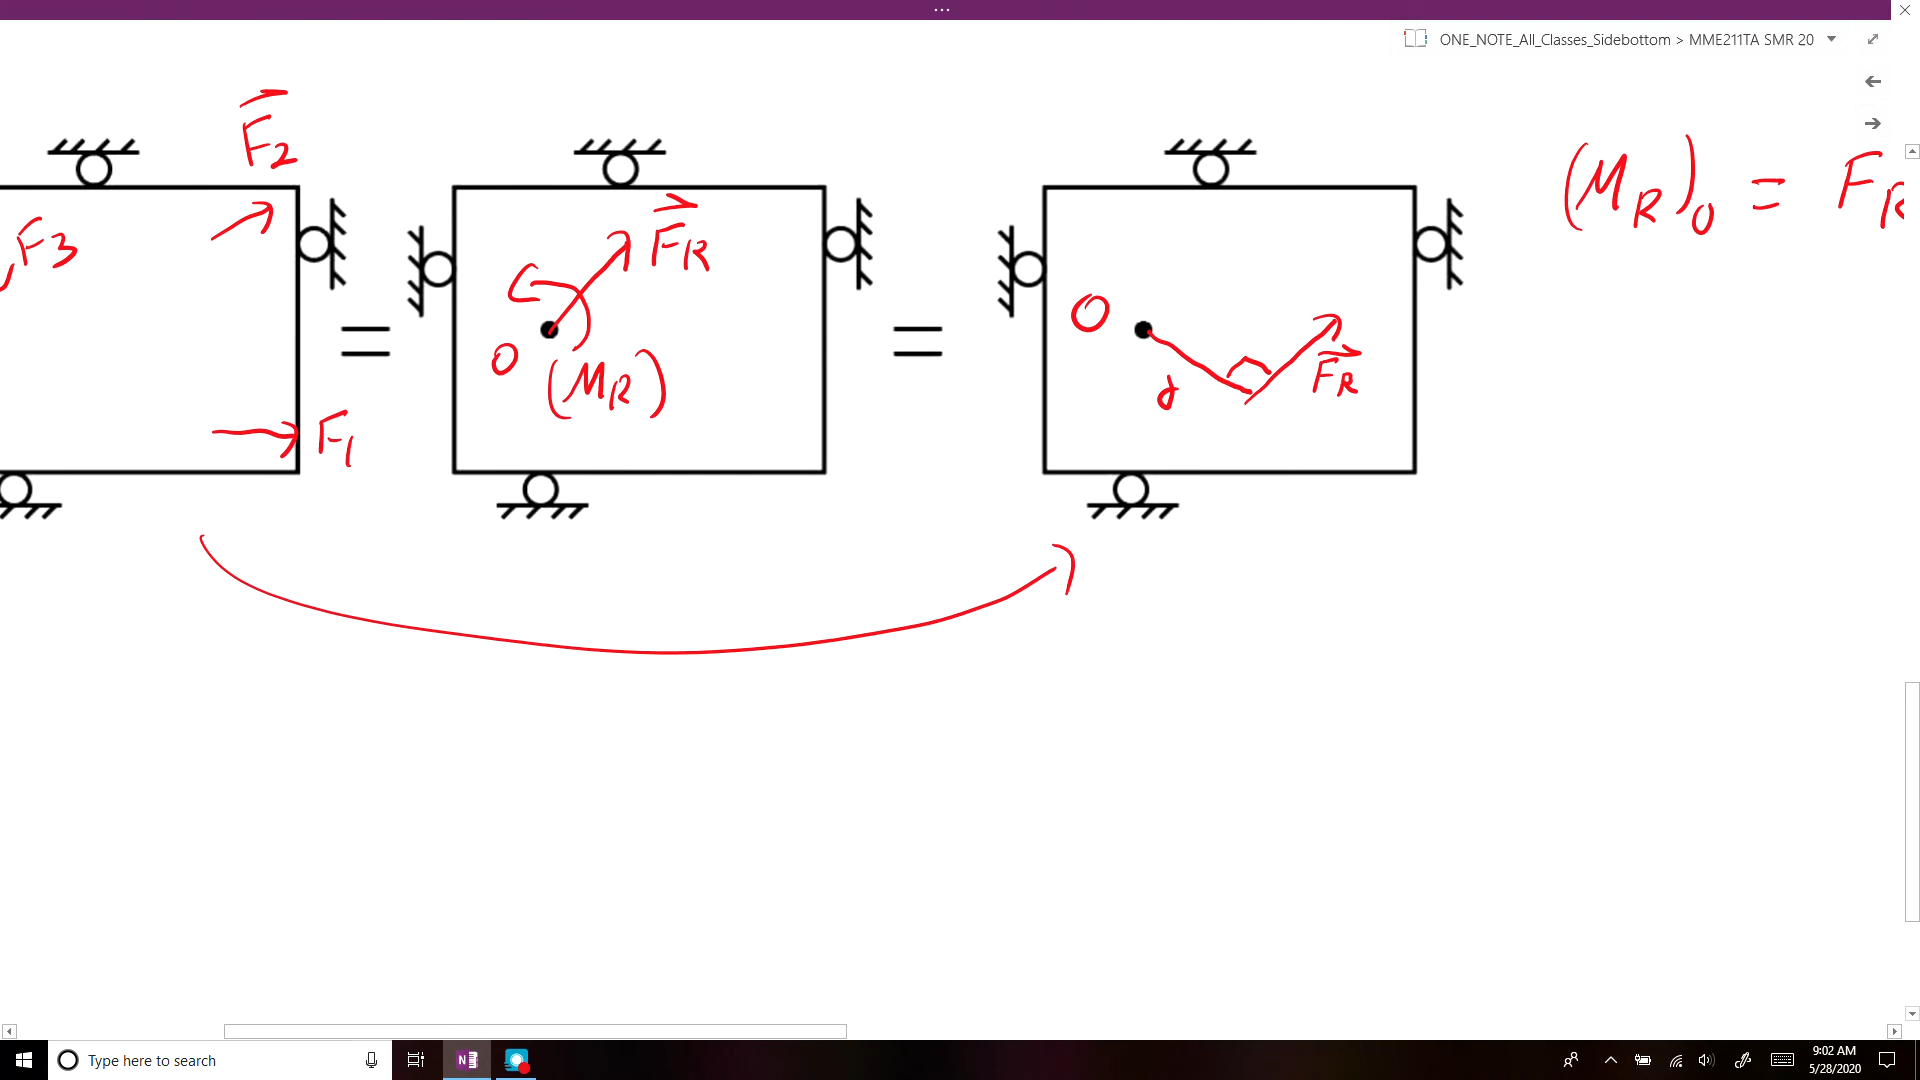 ONE_NOTE_All_Classes_Sidebottom > MME211TA SMR 20
F2
F3
F1
=
FR
O
(MR)
=
O
d
FR
(MR)O = FR
Type here to search
9:02 AM
5/28/2020